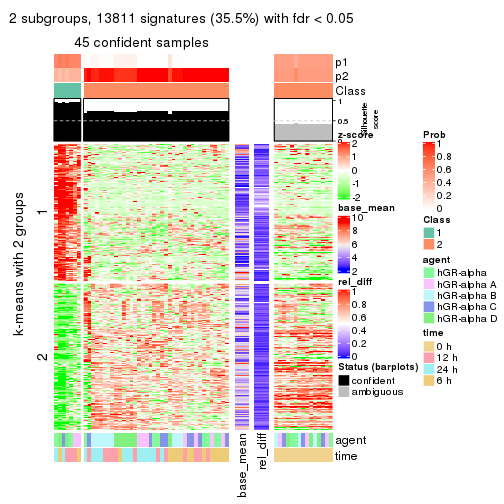 2 subgroups, 13811 signatures (35.5%) with fdr < 0.05
45 confident samples
p1
p2
Class
1
0.5
0
Silhouette
score
k-means with 2 groups
1
2
z-score
2
1
0
-1
-2
base_mean
10
8
6
4
2
rel_diff
1
0.8
0.6
0.4
0.2
0
Status (barplots)
confident
ambiguous
Prob
1
0.8
0.6
0.4
0.2
0
Class
1
2
agent
hGR-alpha
hGR-alpha A
hGR-alpha B
hGR-alpha C
hGR-alpha D
time
0 h
12 h
24 h
6 h
agent
time
base_mean
rel_diff